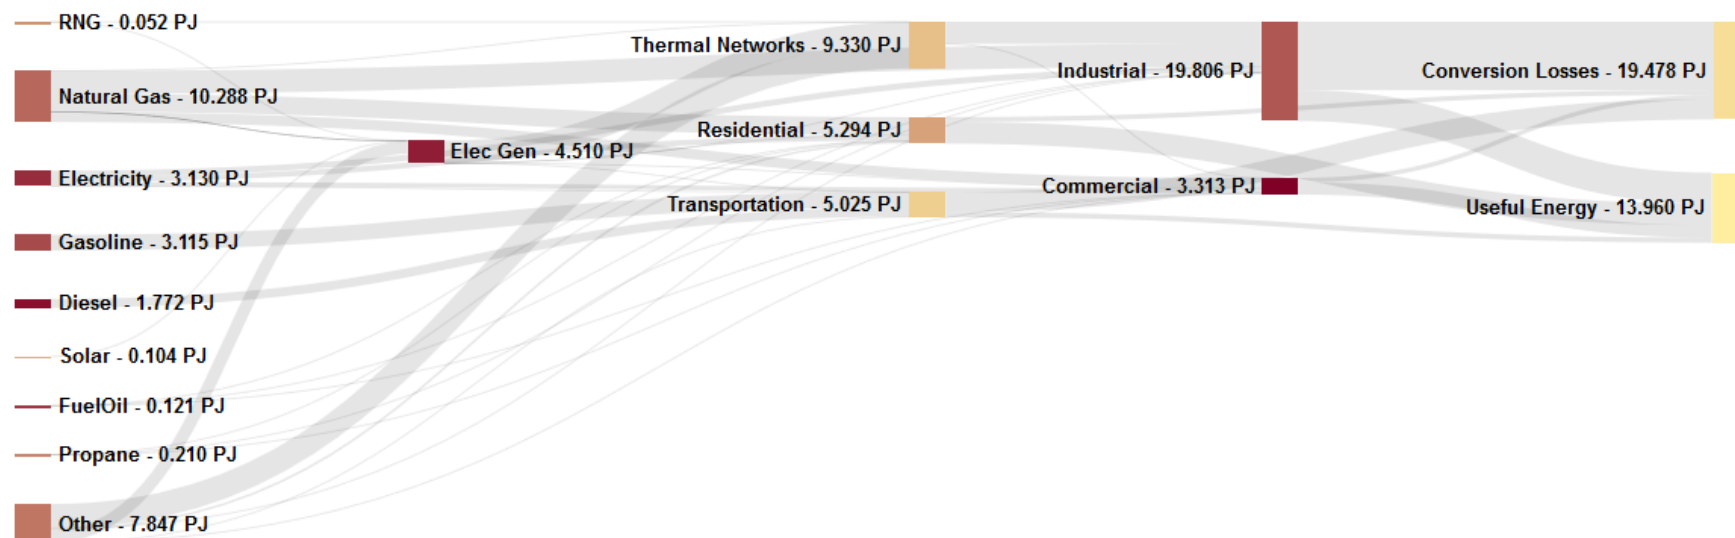 RNG - 0.052 PJ
Natural Gas - 10.288 PJ
Electricity - 3.130 PJ
Gasoline - 3.115 PJ
Diesel - 1.772 PJ
Solar - 0.104 PJ
FuelOil - 0.121 PJ
Propane - 0.210 PJ
Other - 7.847 PJ
Elec Gen - 4.510 PJ
Thermal Networks - 9.330 PJ
Residential - 5.294 PJ
Transportation - 5.025 PJ
Industrial - 19.806 PJ
Commercial - 3.313 PJ
Conversion Losses - 19.478 PJ
Useful Energy - 13.960 PJ